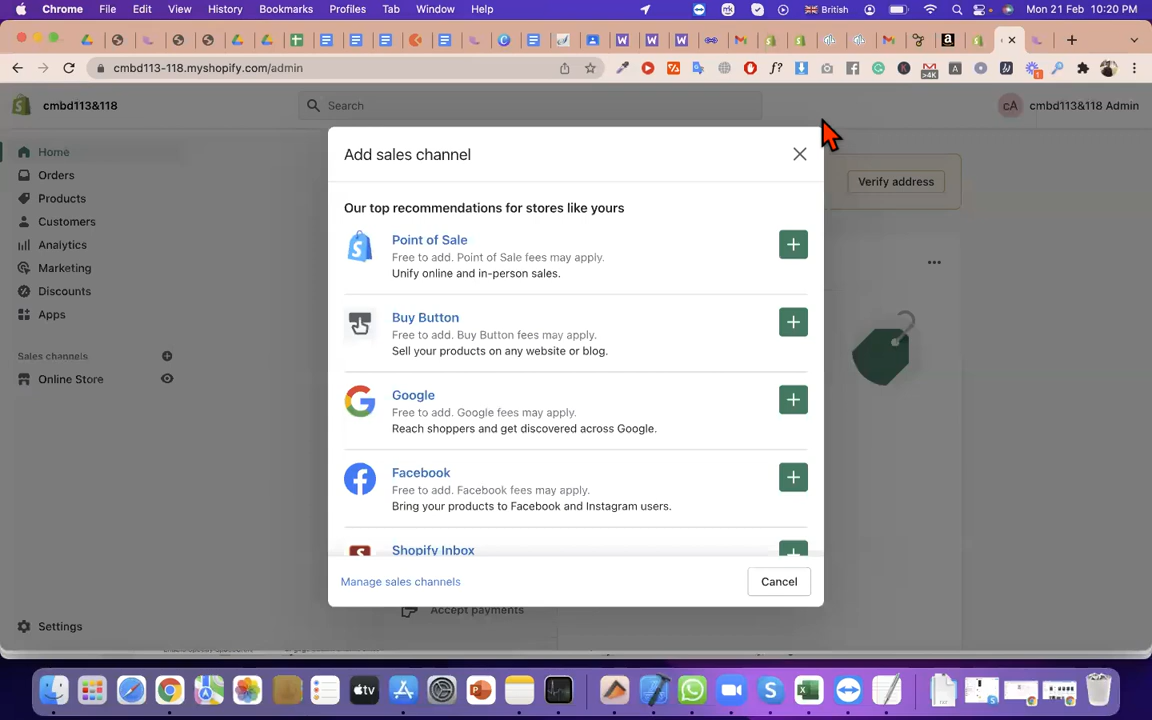 Chrome File Edit View History Bookmarks Profiles Tab Window Help British Mon 21 Feb 10:20 PM
cmbd113-118.myshopify.com/admin
cmbd113&118 Search cA cmbd113&118 Admin
Add sales channel
Home
Verify address
Orders
Products
Our top recommendations for stores like yours
Customers
Point of Sale
Analytics
Free to add. Point of Sale fees may apply.
Marketing
Unify online and in-person sales.
Discounts
Apps
Buy Button
Free to add. Buy Button fees may apply.
Sales channels
Sell your products on any website or blog.
Online Store
Google
Free to add. Google fees may apply.
Reach shoppers and get discovered across Google.
Facebook
Free to add. Facebook fees may apply.
Bring your products to Facebook and Instagram users.
Shopify Inbox
Manage sales channels Cancel
Accept payments
Settings